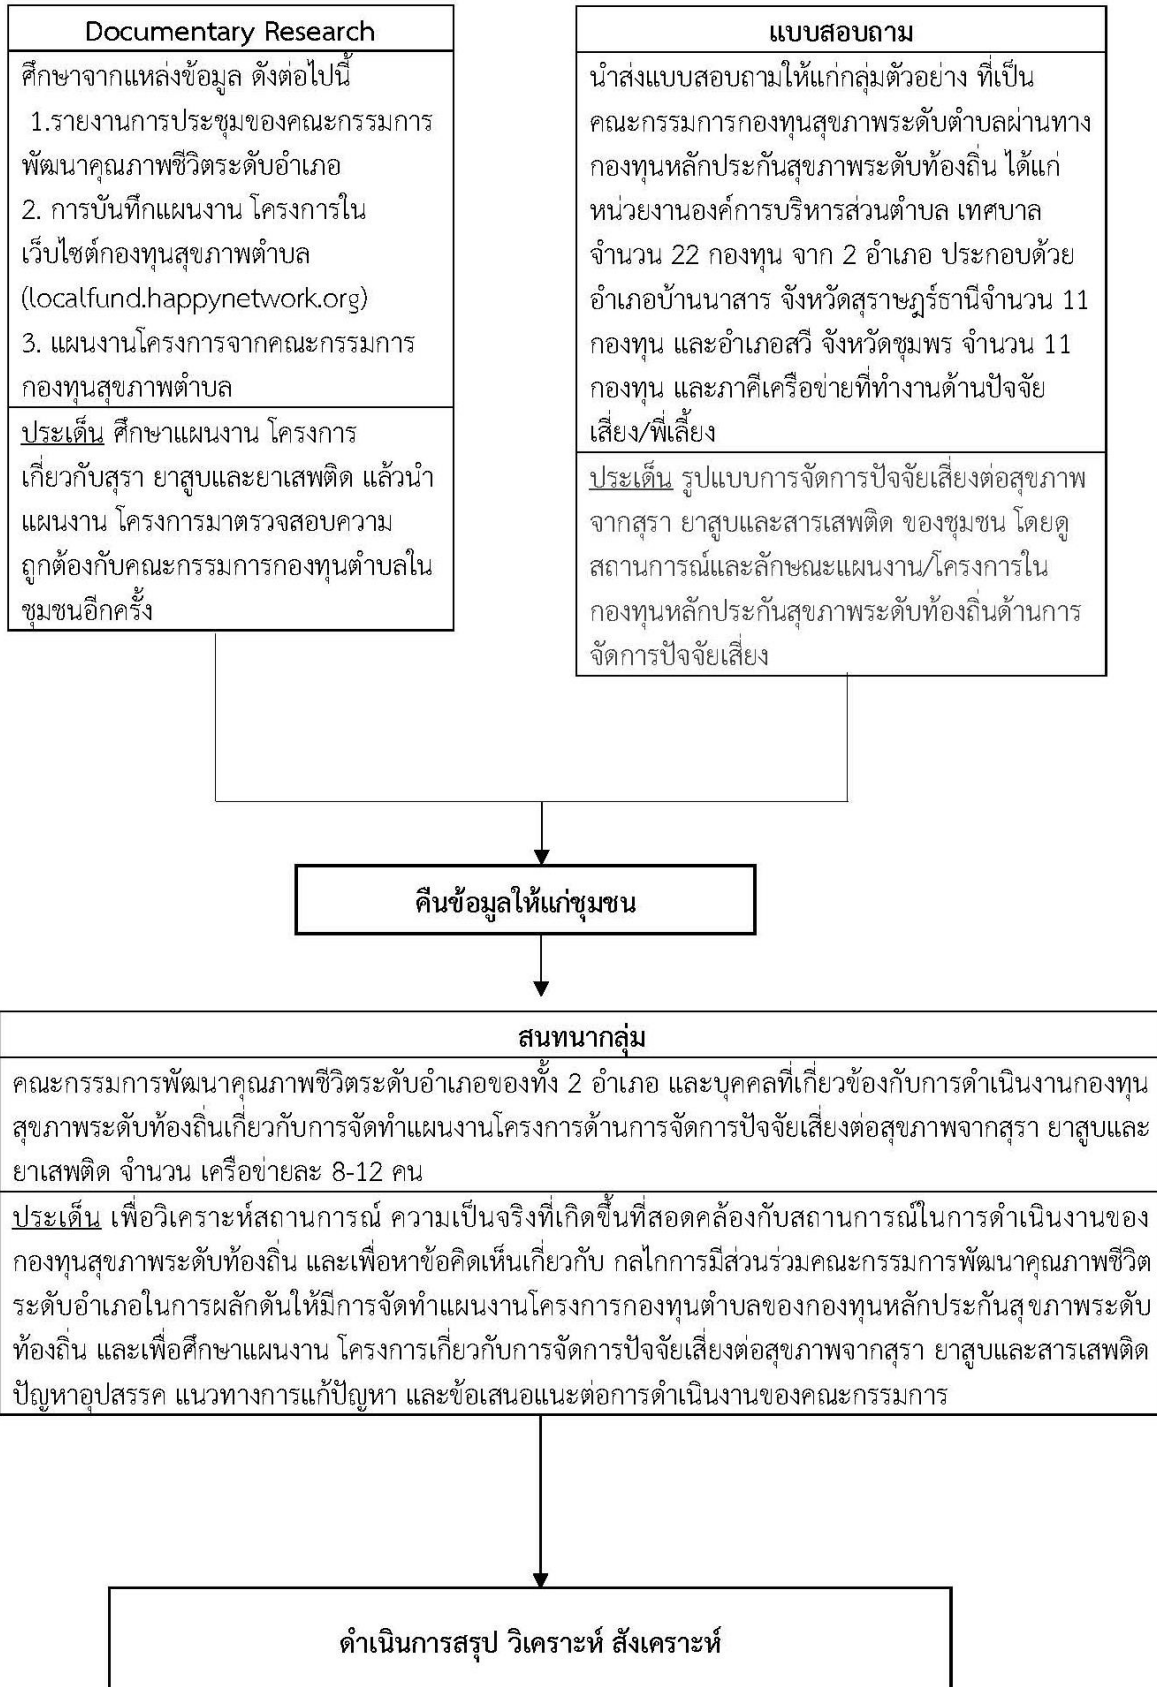 Documentary Research
ศึกษาจากแหล่งข้อมูล ดังต่อไปนี้
1.รายงานการประชุมของคณะกรรมการ
พัฒนาคุณภาพชีวิตระดับอำเภอ
2. การบันทึกแผนงาน โครงการใน
เว็บไซต์กองทุนสุขภาพตำบล
(localfund.happynetwork.org)
3. แผนงานโครงการจากคณะกรรมการ
กองทุนสุขภาพตำบล
ประเด็น ศึกษาแผนงาน โครงการ
เกี่ยวกับสุรา ยาสูบและยาเสพติด แล้วนำ
แผนงาน โครงการมาตรวจสอบความ
ถูกต้องกับคณะกรรมการกองทุนตำบลใน
ชุมชนอีกครั้ง
แบบสอบถาม
นำส่งแบบสอบถามให้แก่กลุ่มตัวอย่าง ที่เป็น
คณะกรรมการกองทุนสุขภาพระดับตำบลผ่านทาง
กองทุนหลักประกันสุขภาพระดับท้องถิ่น ได้แก่
หน่วยงานองค์การบริหารส่วนตำบล เทศบาล
จำนวน 22 กองทุน จาก 2 อำเภอ ประกอบด้วย
อำเภอบ้านนาสาร จังหวัดสุราษฎร์ธานีจำนวน 11
กองทุน และอำเภอสวี จังหวัดชุมพร จำนวน 11
กองทุน และภาคีเครือข่ายที่ทำงานด้านปัจจัย
เสี่ยง/พี่เลี้ยง
ประเด็น รูปแบบการจัดการปัจจัยเสี่ยงต่อสุขภาพ
จากสุรา ยาสูบและสารเสพติด ของชุมชน โดยดู
สถานการณ์และลักษณะแผนงาน/โครงการใน
กองทุนหลักประกันสุขภาพระดับท้องถิ่นด้านการ
จัดการปัจจัยเสี่ยง
คืนข้อมูลให้แก่ชุมชน
สนทนากลุ่ม
คณะกรรมการพัฒนาคุณภาพชีวิตระดับอำเภอของทั้ง 2 อำเภอ และบุคคลที่เกี่ยวข้องกับการดำเนินงานกองทุน
สุขภาพระดับท้องถิ่นเกี่ยวกับการจัดทำแผนงานโครงการด้านการจัดการปัจจัยเสี่ยงต่อสุขภาพจากสุรา ยาสูบและ
ยาเสพติด จำนวน เครือข่ายละ 8-12 คน
ประเด็น เพื่อวิเคราะห์สถานการณ์ ความเป็นจริงที่เกิดขึ้นที่สอดคล้องกับสถานการณ์ในการดำเนินงานของ
กองทุนสุขภาพระดับท้องถิ่น และเพื่อหาข้อคิดเห็นเกี่ยวกับ กลไกการมีส่วนร่วมคณะกรรมการพัฒนาคุณภาพชีวิต
ระดับอำเภอในการผลักดันให้มีการจัดทำแผนงานโครงการกองทุนตำบลของกองทุนหลักประกันสุขภาพระดับ
ท้องถิ่น และเพื่อศึกษาแผนงาน โครงการเกี่ยวกับการจัดการปัจจัยเสี่ยงต่อสุขภาพจากสุรา ยาสูบและสารเสพติด
ปัญหาอุปสรรค แนวทางการแก้ปัญหา และข้อเสนอแนะต่อการดำเนินงานของคณะกรรมการ
ดำเนินการสรุป วิเคราะห์ สังเคราะห์